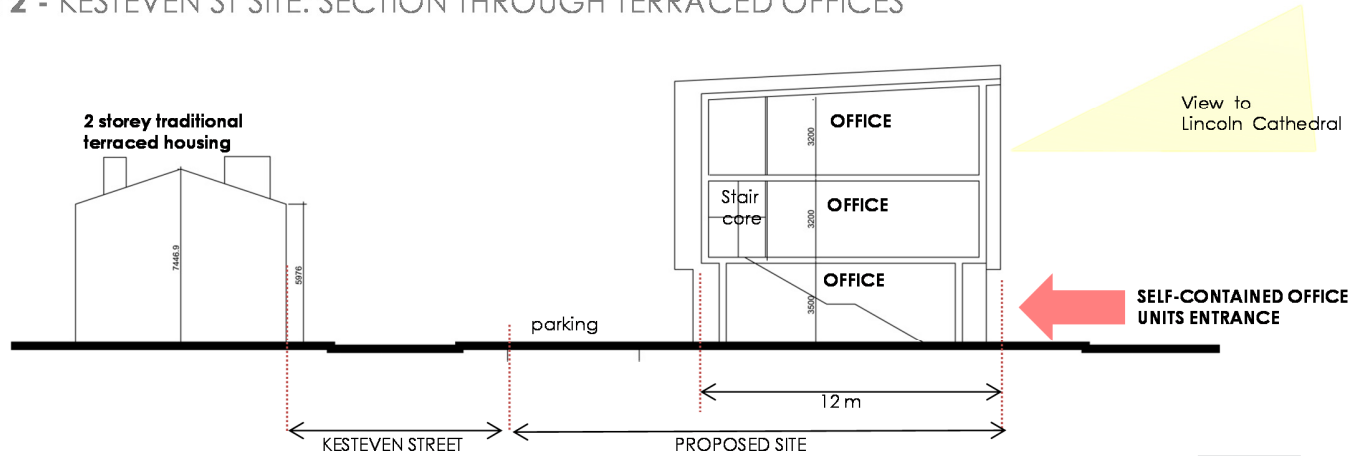 2 - KESTEVEN ST SITE: SECTION THROUGH TERRACED OFFICES
2 storey traditional
terraced housing
7446.9
5976
OFFICE
3200
View to
Lincoln Cathedral
Stair
core
OFFICE
3200
OFFICE
3500
SELF-CONTAINED OFFICE
UNITS ENTRANCE
parking
12 m
KESTEVEN STREET
PROPOSED SITE